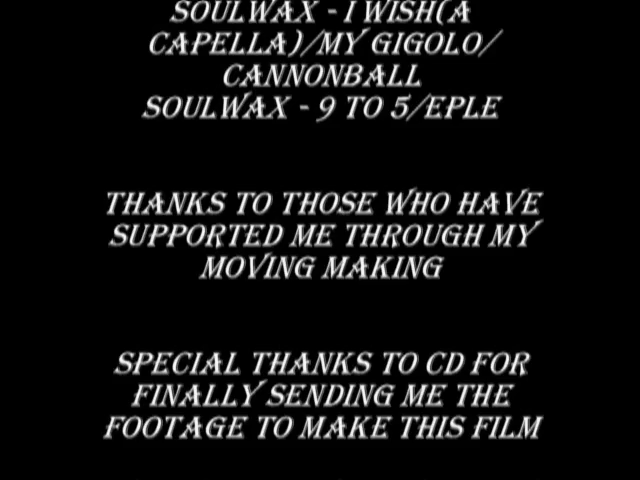 SOULWAX - I WISH(A
CAPELLA)/MY GIGOLO/
CANNONBALL
SOULWAX - 9 TO 5/EPLE
THANKS TO THOSE WHO HAVE
SUPPORTED ME THROUGH MY
MOVING MAKING
SPECIAL THANKS TO CD FOR
FINALLY SENDING ME THE
FOOTAGE TO MAKE THIS FILM